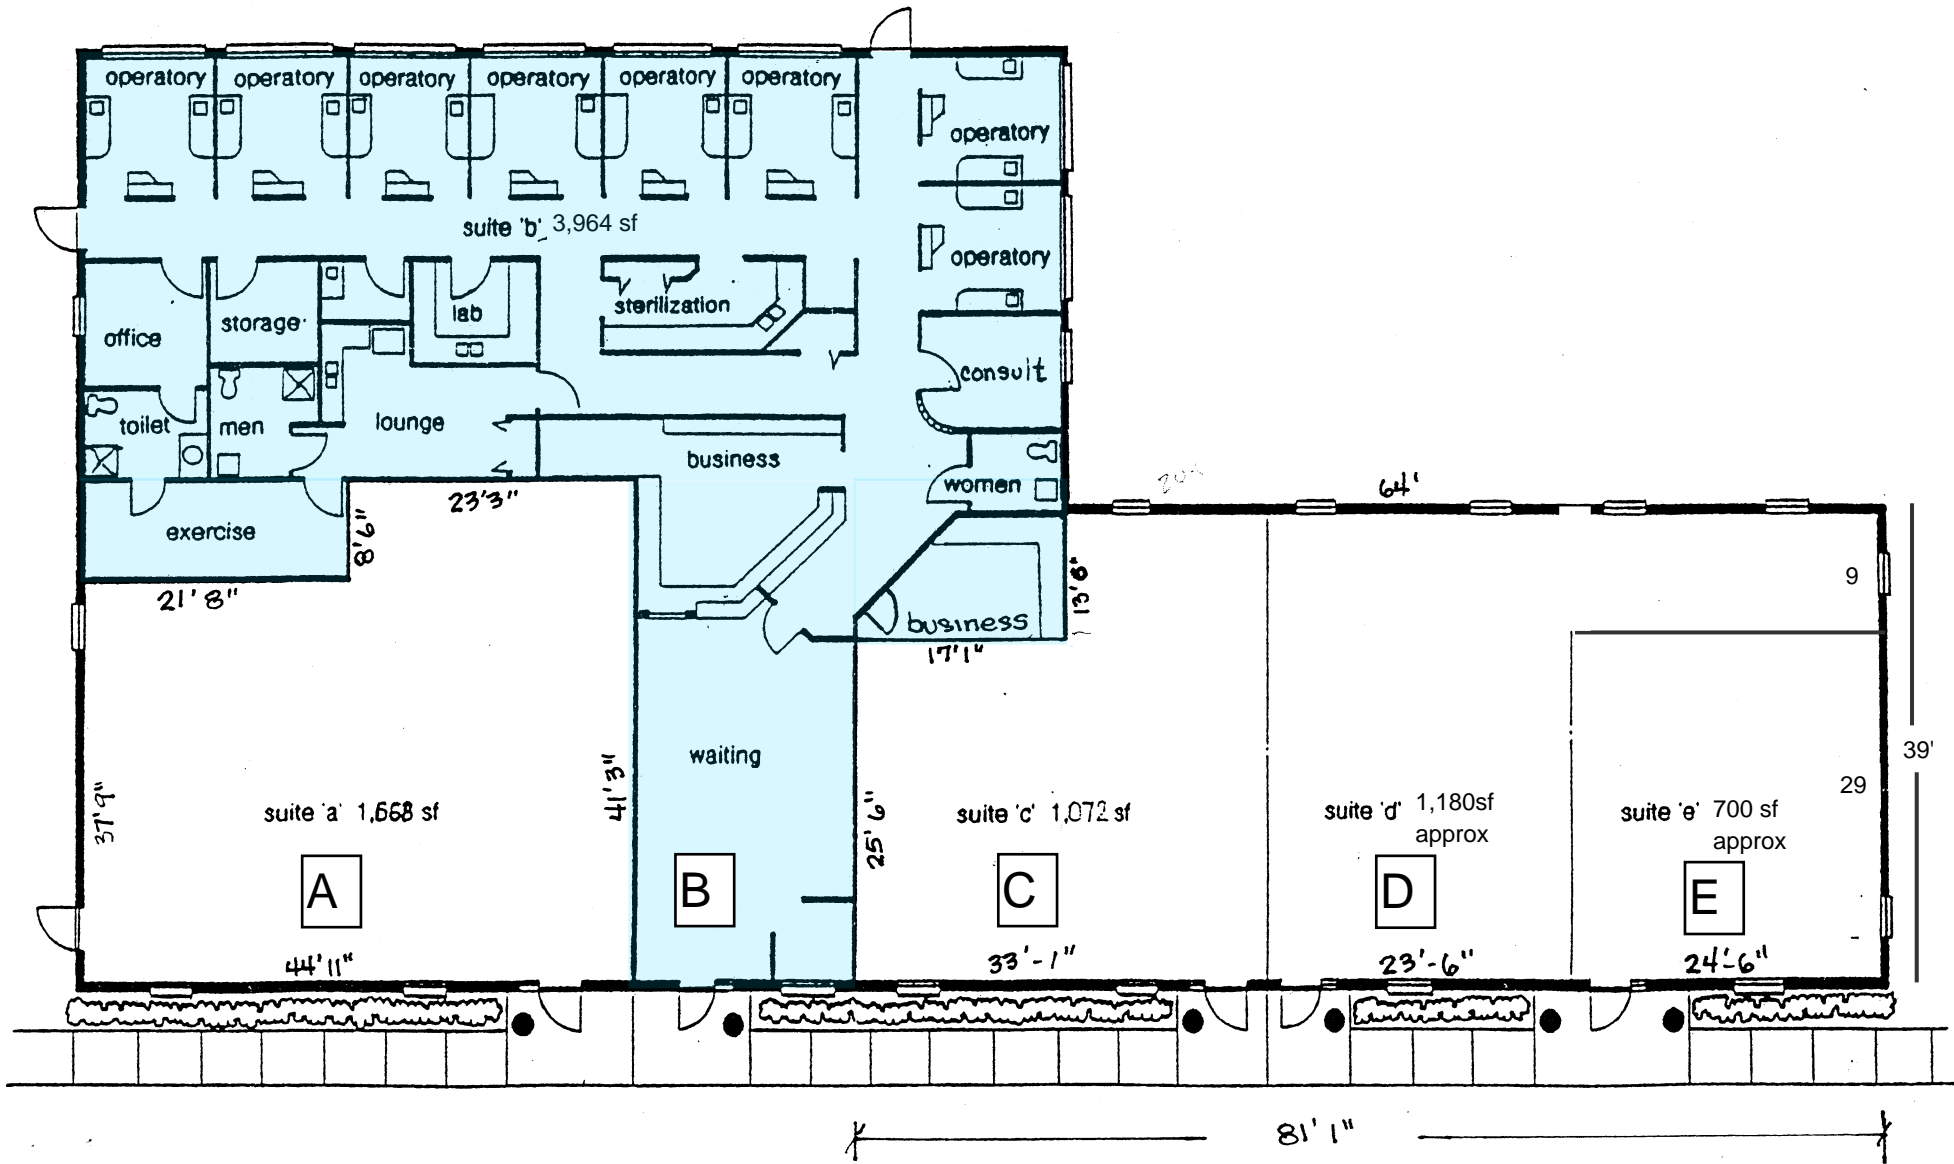 operatory operatory operatory operatory operatory operatory
operatory
suite 'b' 3,964 sf
operatory
office
storage
lab
sterilization
consult
toilet
men
lounge
business
women
exercise
23'3"
8'6"
21'8"
64'
13'8"
business
17'1"
9
39'
29
waiting
37'9"
41'3"
25'6"
suite 'a' 1,668 sf
suite 'c' 1,072 sf
suite 'd' 1,180sf
approx
suite 'e' 700 sf
approx
A
B
C
D
E
44'11"
33'-1"
23'-6"
24'-6"
81'1"